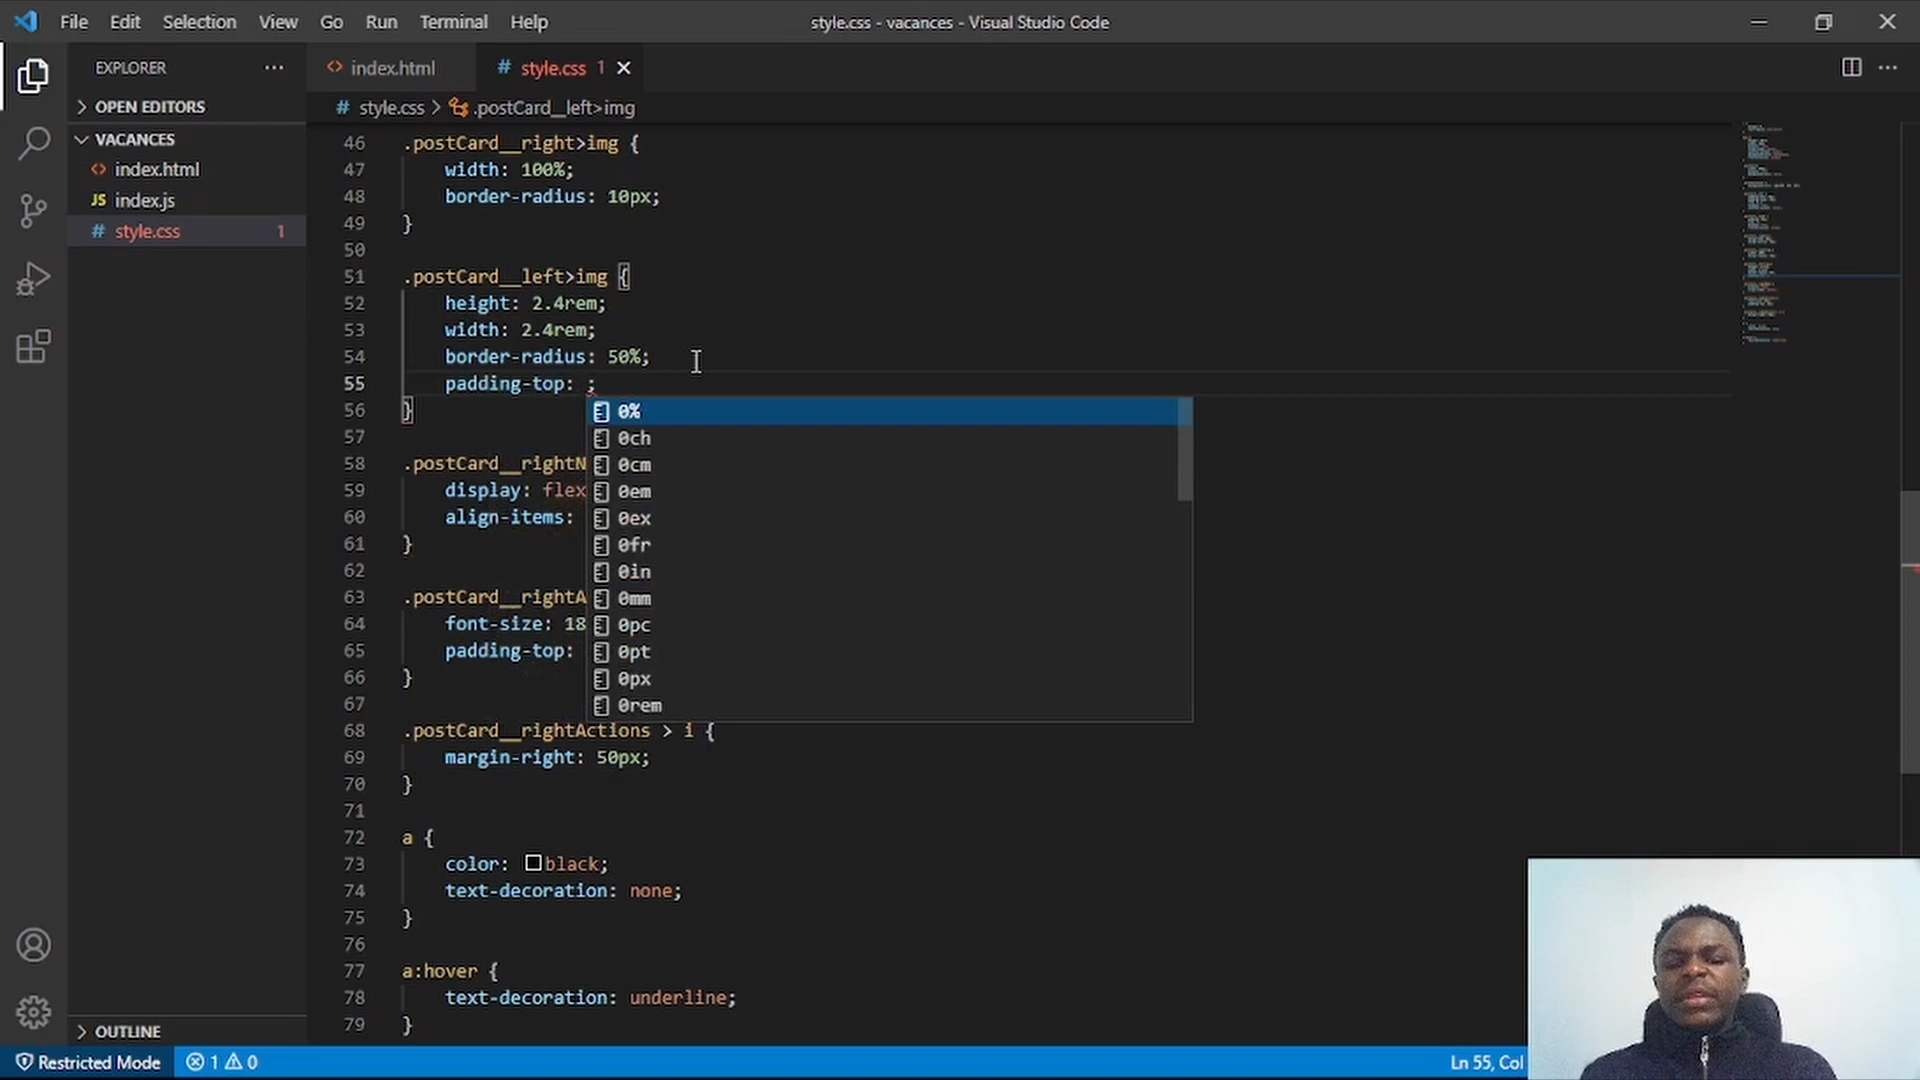 File Edit Selection View Go Run Terminal Help
style.css - vacances - Visual Studio Code
EXPLORER ···
index.html
# style.css 1
# style.css > .postCard__left>img
OPEN EDITORS
VACANCES
index.html
JS index.js
# style.css 1
OUTLINE
46 .postCard__right>img {
47 width: 100%;
48 border-radius: 10px;
49 }
50
51 .postCard__left>img {
52 height: 2.4rem;
53 width: 2.4rem;
54 border-radius: 50%;
55 padding-top: ;
56 }
57
58 .postCard__rightN
59 display: flex
60 align-items:
61 }
62
63 .postCard__rightA
64 font-size: 18
65 padding-top:
66 }
67
68 .postCard__rightActions > i {
69 margin-right: 50px;
70 }
71
72 a {
73 color: black;
74 text-decoration: none;
75 }
76
77 a:hover {
78 text-decoration: underline;
79 }
0%
0ch
0cm
0em
0ex
0fr
0in
0mm
0pc
0pt
0px
0rem
Restricted Mode 1 0
Ln 55, Col